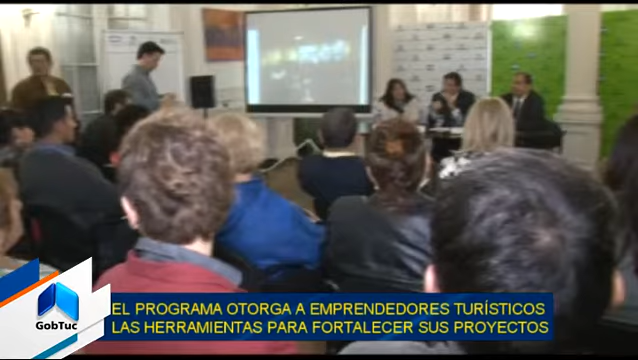 EL PROGRAMA OTORGA A EMPRENDEDORES TURÍSTICOS
LAS HERRAMIENTAS PARA FORTALECER SUS PROYECTOS
GobTuc